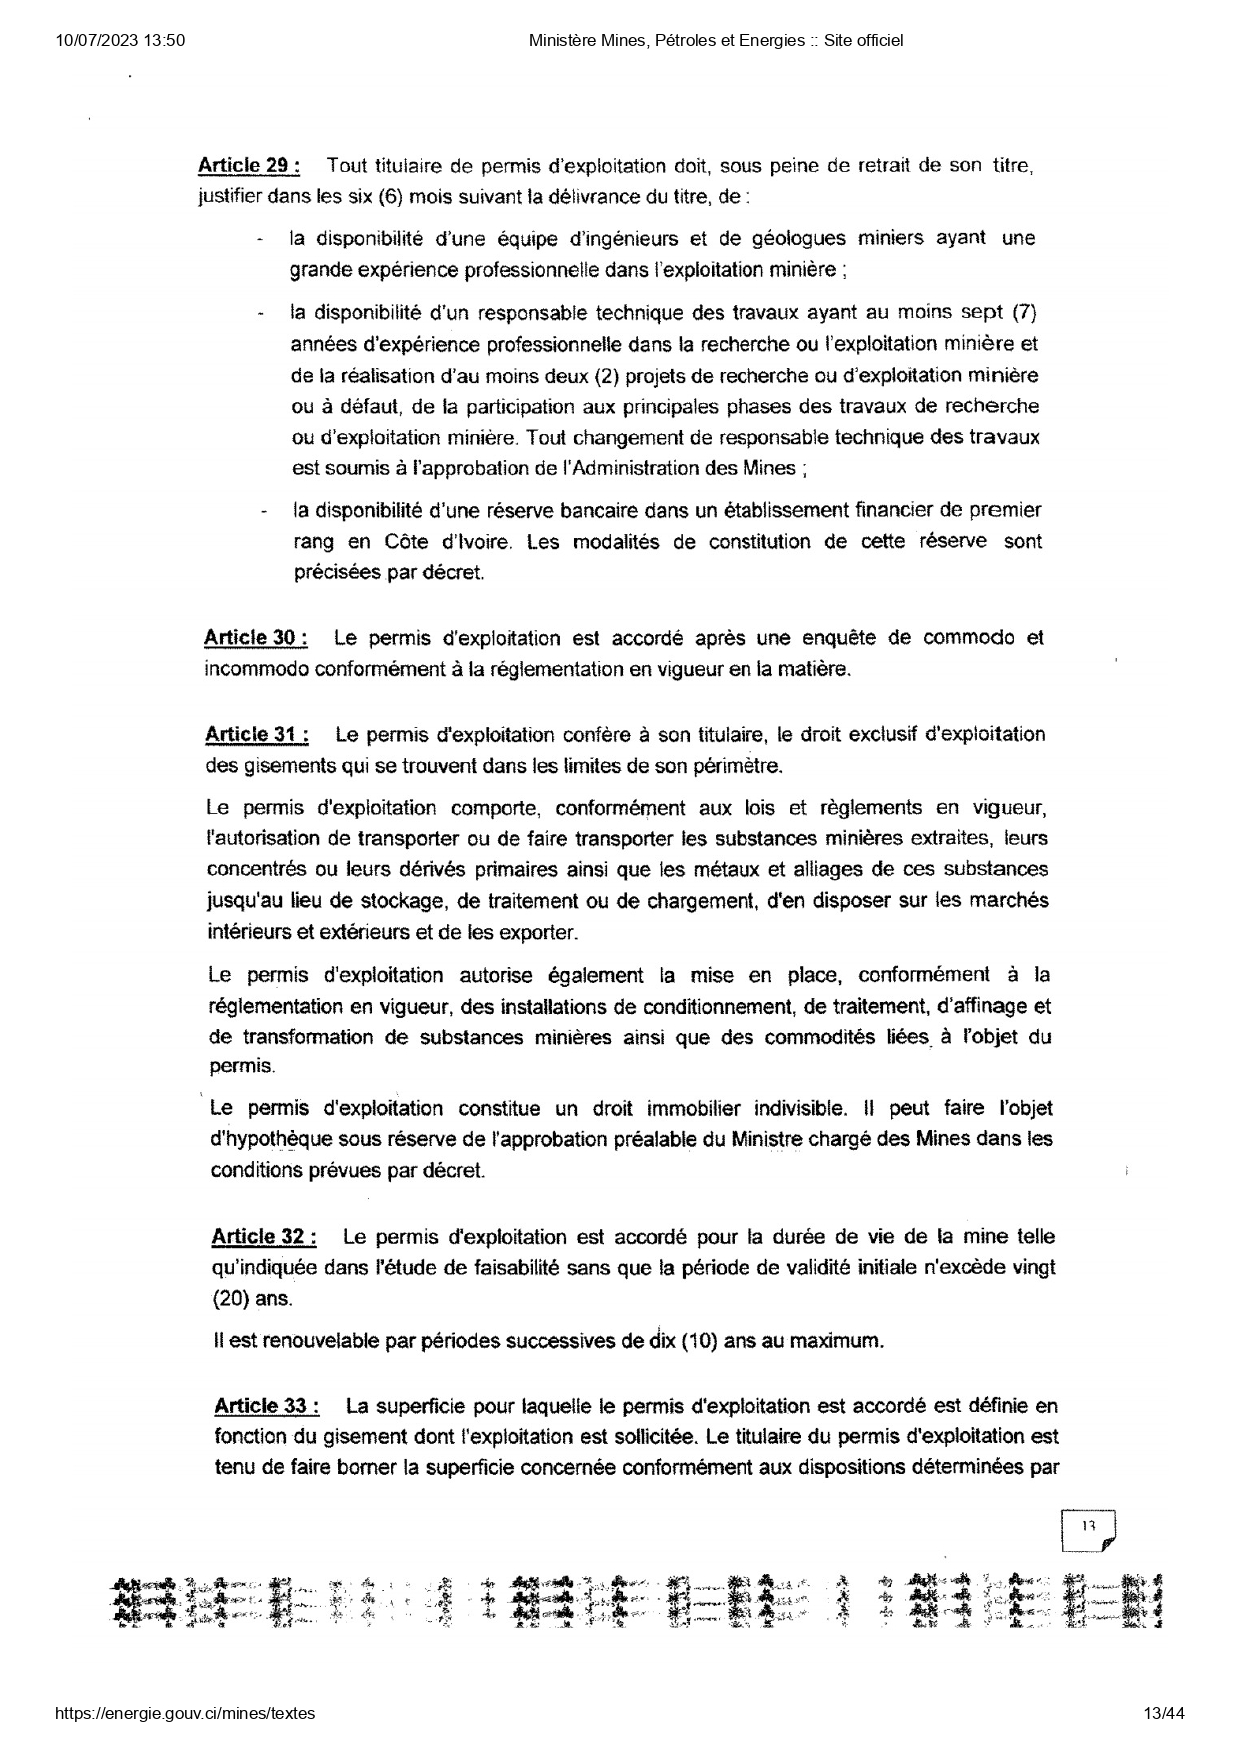 10/07/2023 13:50
Ministère Mines, Pétroles et Energies :: Site officiel
Article 29 : Tout titulaire de permis d'exploitation doit, sous peine de retrait de son titre,
justifier dans les six (6) mois suivant la délivrance du titre, de :
- la disponibilité d'une équipe d'ingénieurs et de géologues miniers ayant une
grande expérience professionnelle dans l'exploitation minière ;
- la disponibilité d'un responsable technique des travaux ayant au moins sept (7)
années d'expérience professionnelle dans la recherche ou l'exploitation minière et
de la réalisation d'au moins deux (2) projets de recherche ou d'exploitation minière
ou à défaut, de la participation aux principales phases des travaux de recherche
ou d'exploitation minière. Tout changement de responsable technique des travaux
est soumis à l'approbation de l'Administration des Mines ;
- la disponibilité d'une réserve bancaire dans un établissement financier de premier
rang en Côte d'Ivoire. Les modalités de constitution de cette réserve sont
précisées par décret.
Article 30 : Le permis d'exploitation est accordé après une enquête de commodo et
incommodo conformément à la réglementation en vigueur en la matière.
Article 31 : Le permis d'exploitation confère à son titulaire, le droit exclusif d'exploitation
des gisements qui se trouvent dans les limites de son périmètre.
Le permis d'exploitation comporte, conformément aux lois et règlements en vigueur,
l'autorisation de transporter ou de faire transporter les substances minières extraites, leurs
concentrés ou leurs dérivés primaires ainsi que les métaux et alliages de ces substances
jusqu'au lieu de stockage, de traitement ou de chargement, d'en disposer sur les marchés
intérieurs et extérieurs et de les exporter.
Le permis d'exploitation autorise également la mise en place, conformément à la
réglementation en vigueur, des installations de conditionnement, de traitement, d'affinage et
de transformation de substances minières ainsi que des commodités liées à l'objet du
permis.
Le permis d'exploitation constitue un droit immobilier indivisible. Il peut faire l'objet
d'hypothèque sous réserve de l'approbation préalable du Ministre chargé des Mines dans les
conditions prévues par décret.
Article 32 : Le permis d'exploitation est accordé pour la durée de vie de la mine telle
qu'indiquée dans l'étude de faisabilité sans que la période de validité initiale n'excède vingt
(20) ans.
Il est renouvelable par périodes successives de dix (10) ans au maximum.
Article 33 : La superficie pour laquelle le permis d'exploitation est accordé est définie en
fonction du gisement dont l'exploitation est sollicitée. Le titulaire du permis d'exploitation est
tenu de faire borner la superficie concernée conformément aux dispositions déterminées par
13
https://energie.gouv.ci/mines/textes
13/44